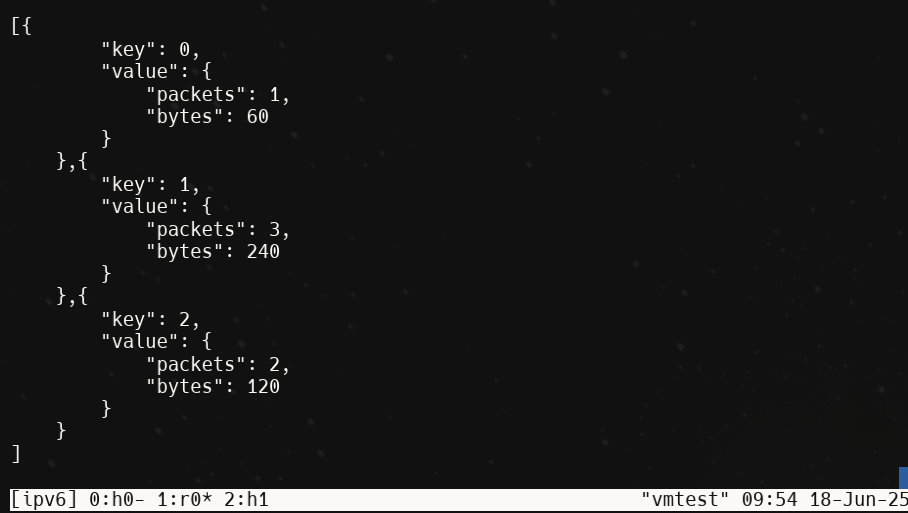 [{
        "key": 0,
        "value": {
            "packets": 1,
            "bytes": 60
        }
    },{
        "key": 1,
        "value": {
            "packets": 3,
            "bytes": 240
        }
    },{
        "key": 2,
        "value": {
            "packets": 2,
            "bytes": 120
        }
    }
]
[ipv6] 0:h0- 1:r0* 2:h1 "vmtest" 09:54 18-Jun-25